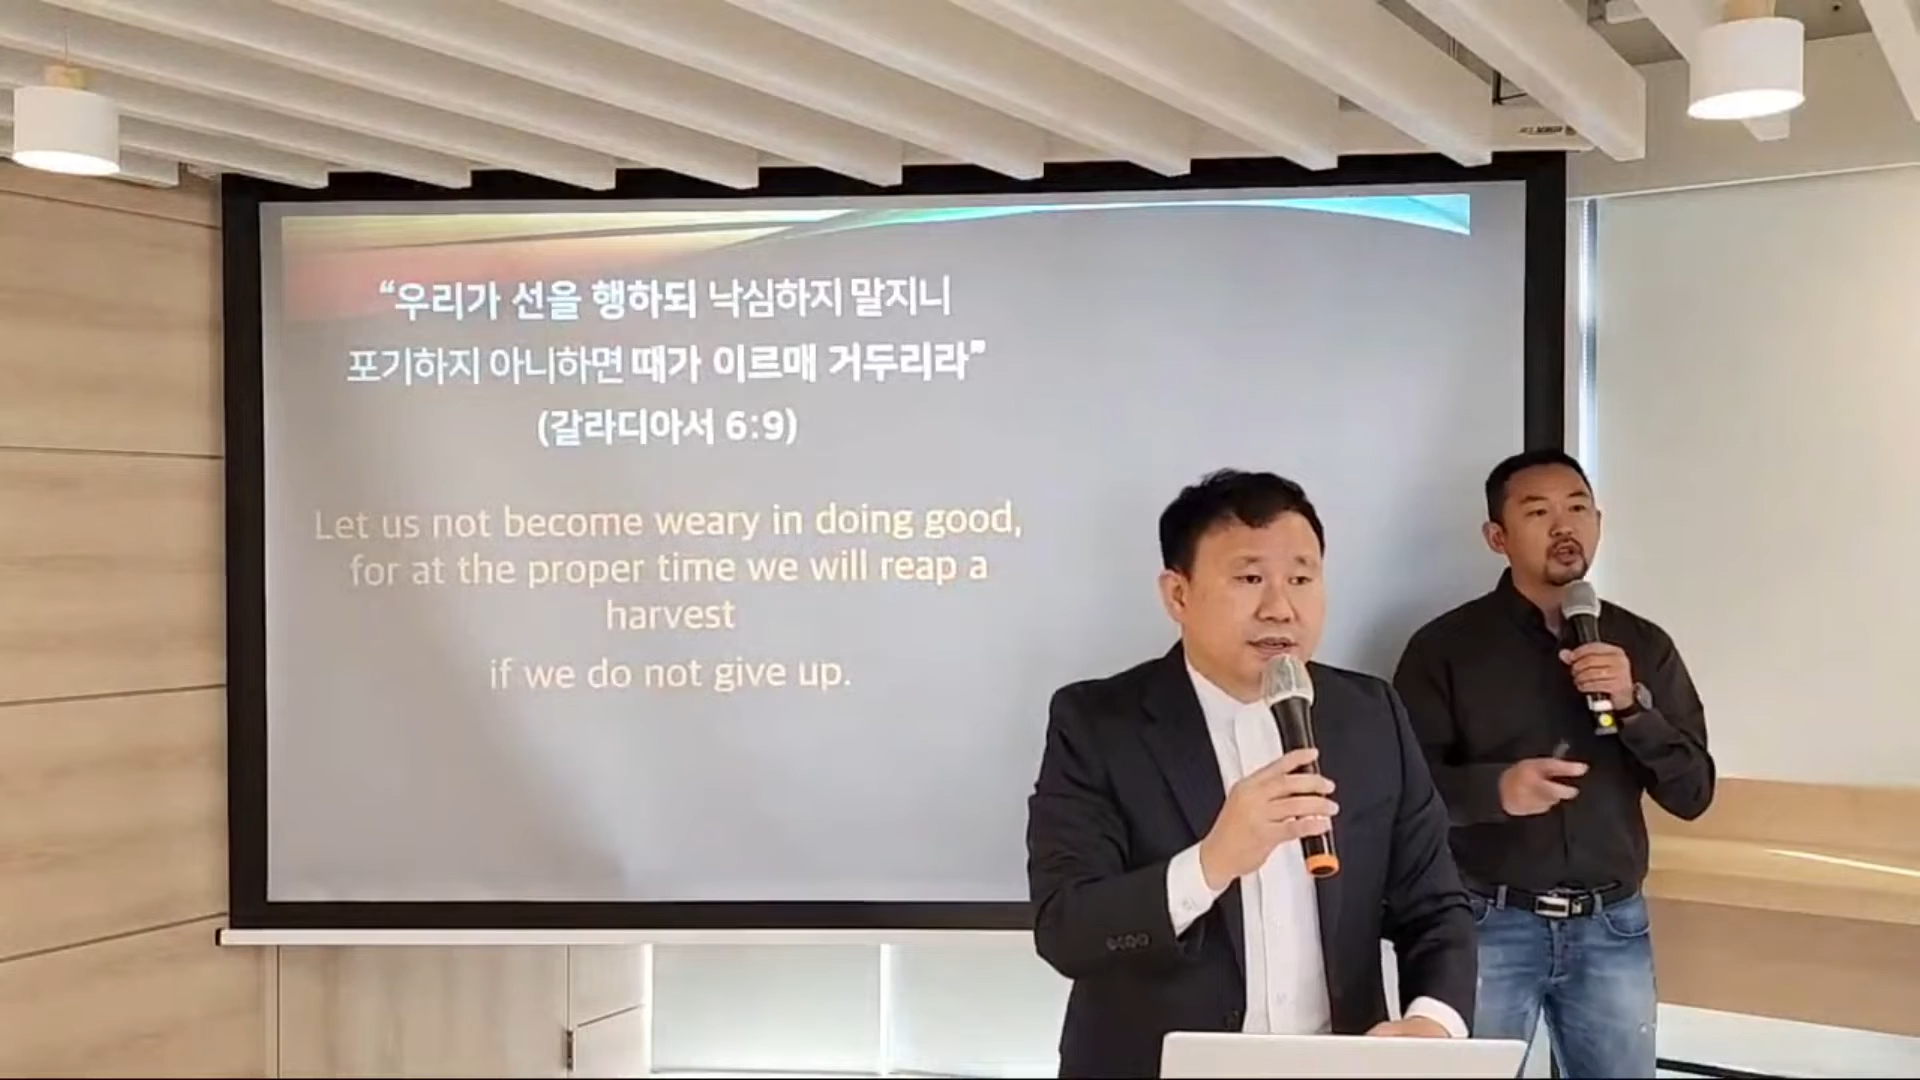 “우리가 선을 행하되 낙심하지 말지니
포기하지 아니하면 때가 이르매 거두리라”
(갈라디아서 6:9)
Let us not become weary in doing good,
for at the proper time we will reap a
harvest
if we do not give up.